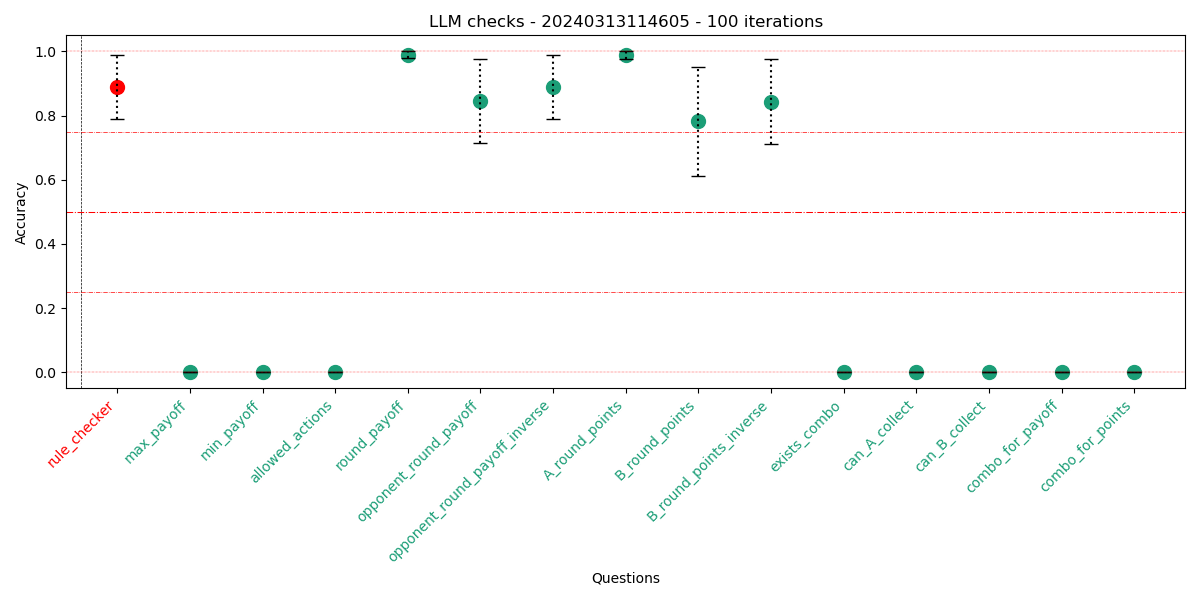 LLM checks - 20240313114605 - 100 iterations
Accuracy
1.0
0.8
0.6
0.4
0.2
0.0
rule_checker
max_payoff
min_payoff
allowed_actions
round_payoff
opponent_round_payoff
opponent_round_payoff_inverse
A_round_points
B_round_points
B_round_points_inverse
exists_combo
can_A_collect
can_B_collect
combo_for_payoff
combo_for_points
Questions